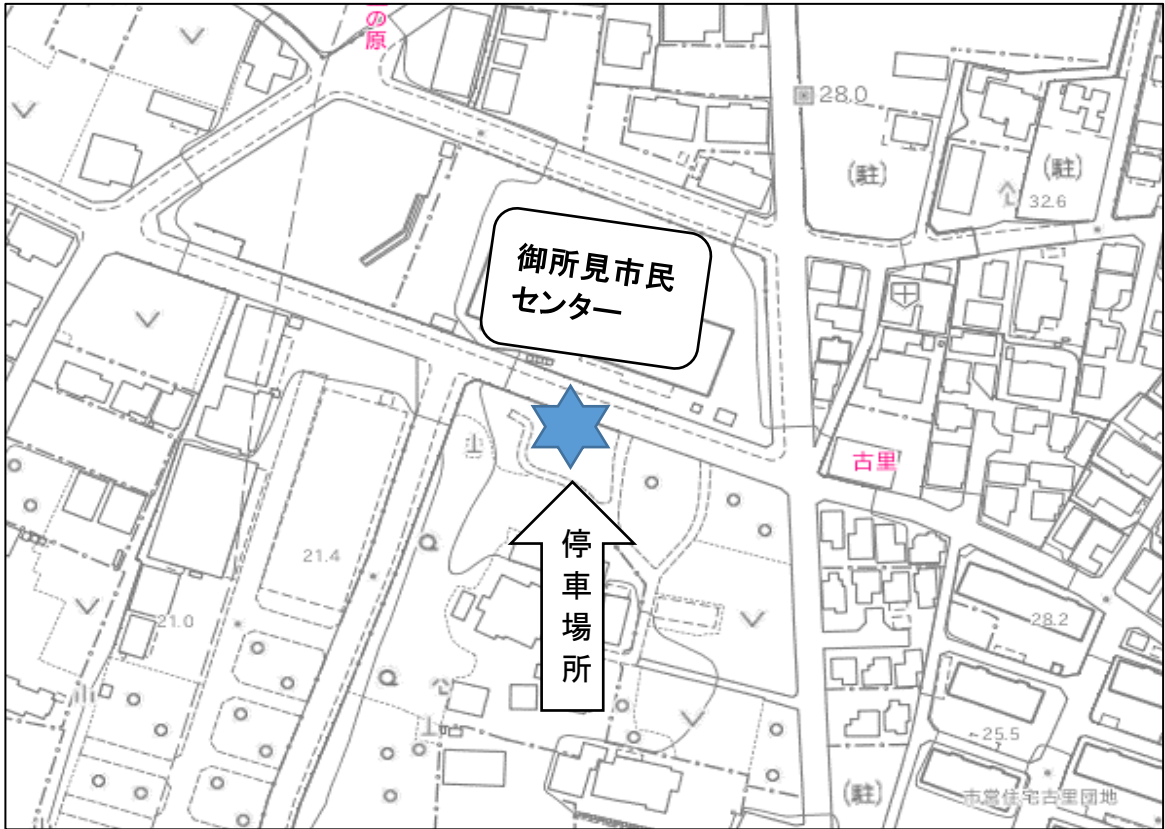 の
原
28.0
(駐)
(駐)
32.6
御所見市民
センター
古里
停車場所
21.4
21.0
28.2
25.5
(駐)
市営住宅古里団地